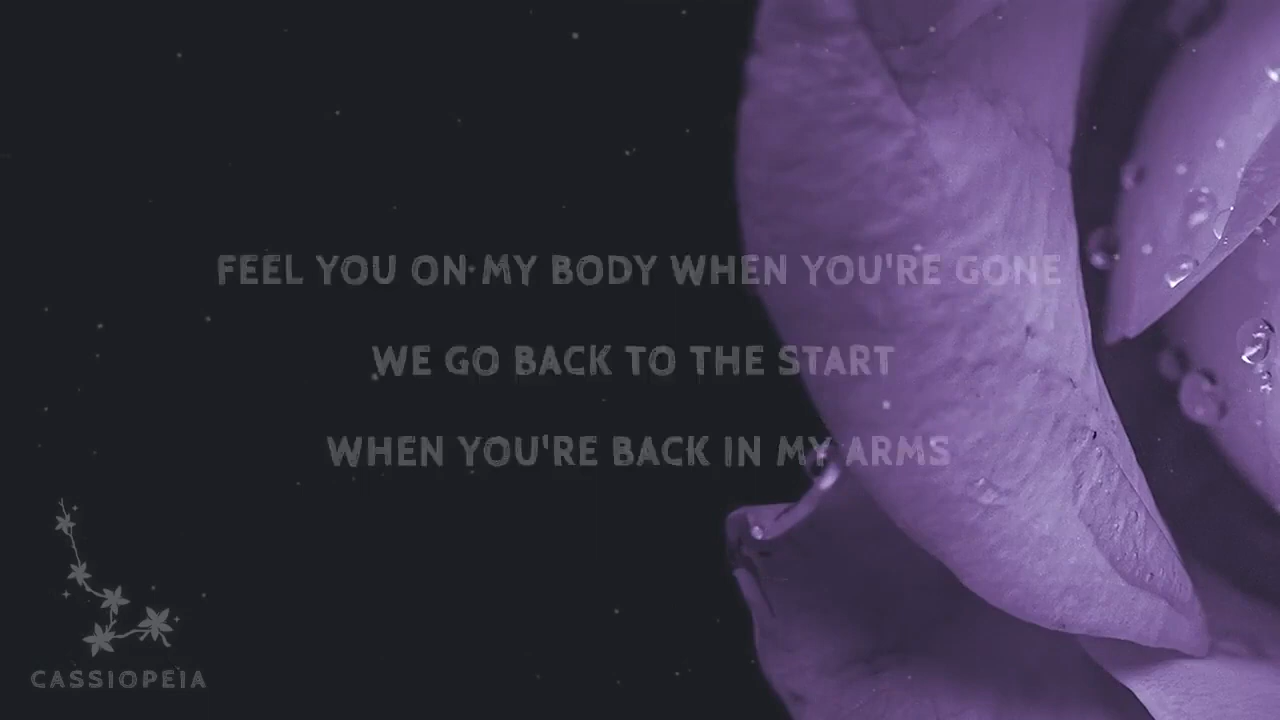 FEEL YOU ON MY BODY WHEN YOU'RE GONE
WE GO BACK TO THE START
WHEN YOU'RE BACK IN MY ARMS
CASSIOPEIA